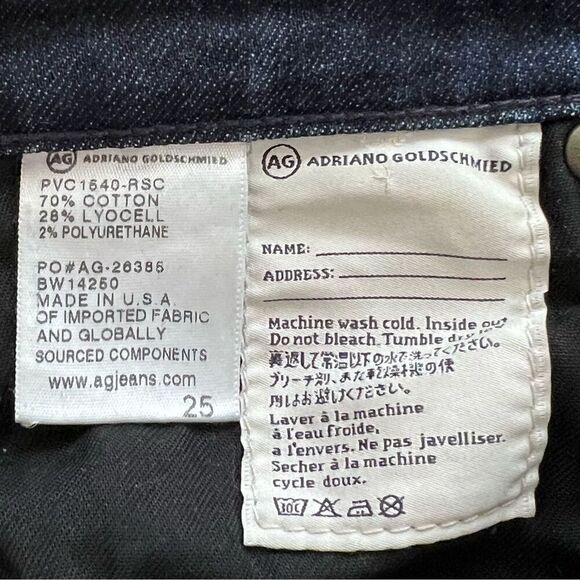 AG ADRIANO GOLDSCHMIED
PVC1540-RSC
70% COTTON
28% LYOCELL
2% POLYURETHANE
PO#AG-26385
BW14250
MADE IN U.S.A.
OF IMPORTED FABRIC
AND GLOBALLY
SOURCED COMPONENTS
www.agjeans.com
25
AG ADRIANO GOLDSCHMIED
NAME:
ADDRESS:
Machine wash cold. Inside out
Do not bleach. Tumble dry
裏返して常温以下の水で洗ってください。
ブリーチ剤、また乾燥機の使
用はお避けください。
Laver à la machine
à l'eau froide,
a l'envers. Ne pas javelliser.
Secher à la machine
cycle doux.
30C